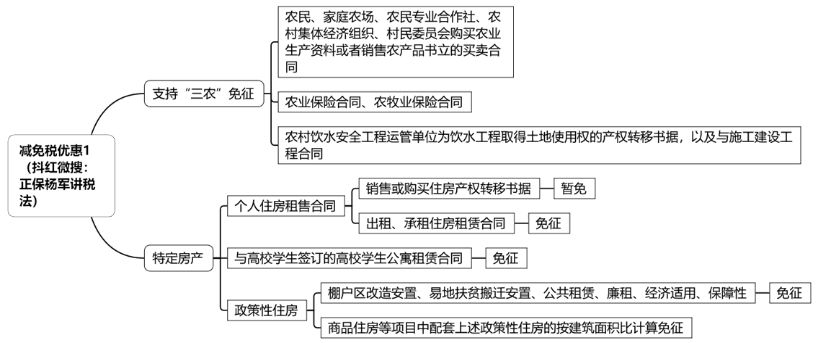 减免税优惠1
（抖红微搜：
正保杨军讲税
法）
支持“三农”免征
农民、家庭农场、农民专业合作社、农
村集体经济组织、村民委员会购买农业
生产资料或者销售农产品书立的买卖合
同
农业保险合同、农牧业保险合同
农村饮水安全工程运管单位为饮水工程取得土地使用权的产权转移书据，以及与施工建设工
程合同
特定房产
个人住房租售合同
销售或购买住房产权转移书据
暂免
出租、承租住房租赁合同
免征
与高校学生签订的高校学生公寓租赁合同
免征
政策性住房
棚户区改造安置、易地扶贫搬迁安置、公共租赁、廉租、经济适用、保障性
免征
商品住房等项目中配套上述政策性住房的按建筑面积比计算免征